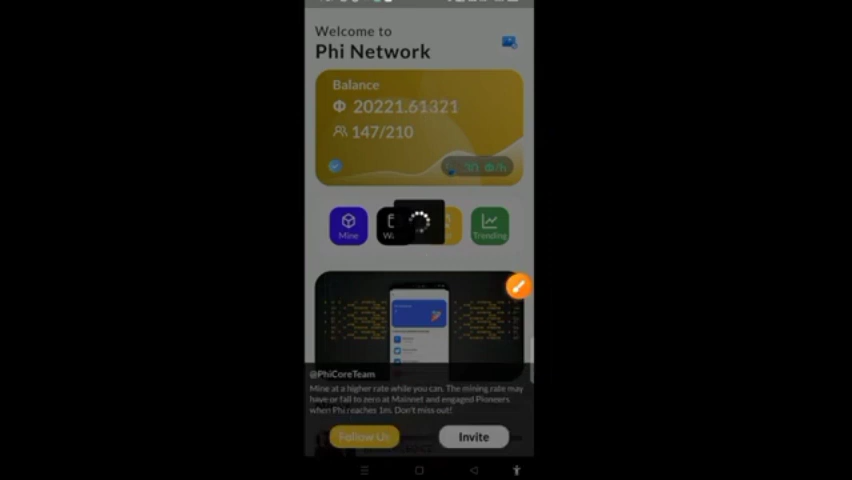 Welcome to
Phi Network
Balance
Φ 20221.61321
147/210
Mine
Trending
@PhiCoreTeam
Mine at a higher rate while you can. The mining rate may
have or fall to zero at Mainnet and engaged Pioneers
when Phi reaches 1m. Don't miss out!
Follow Us
Invite